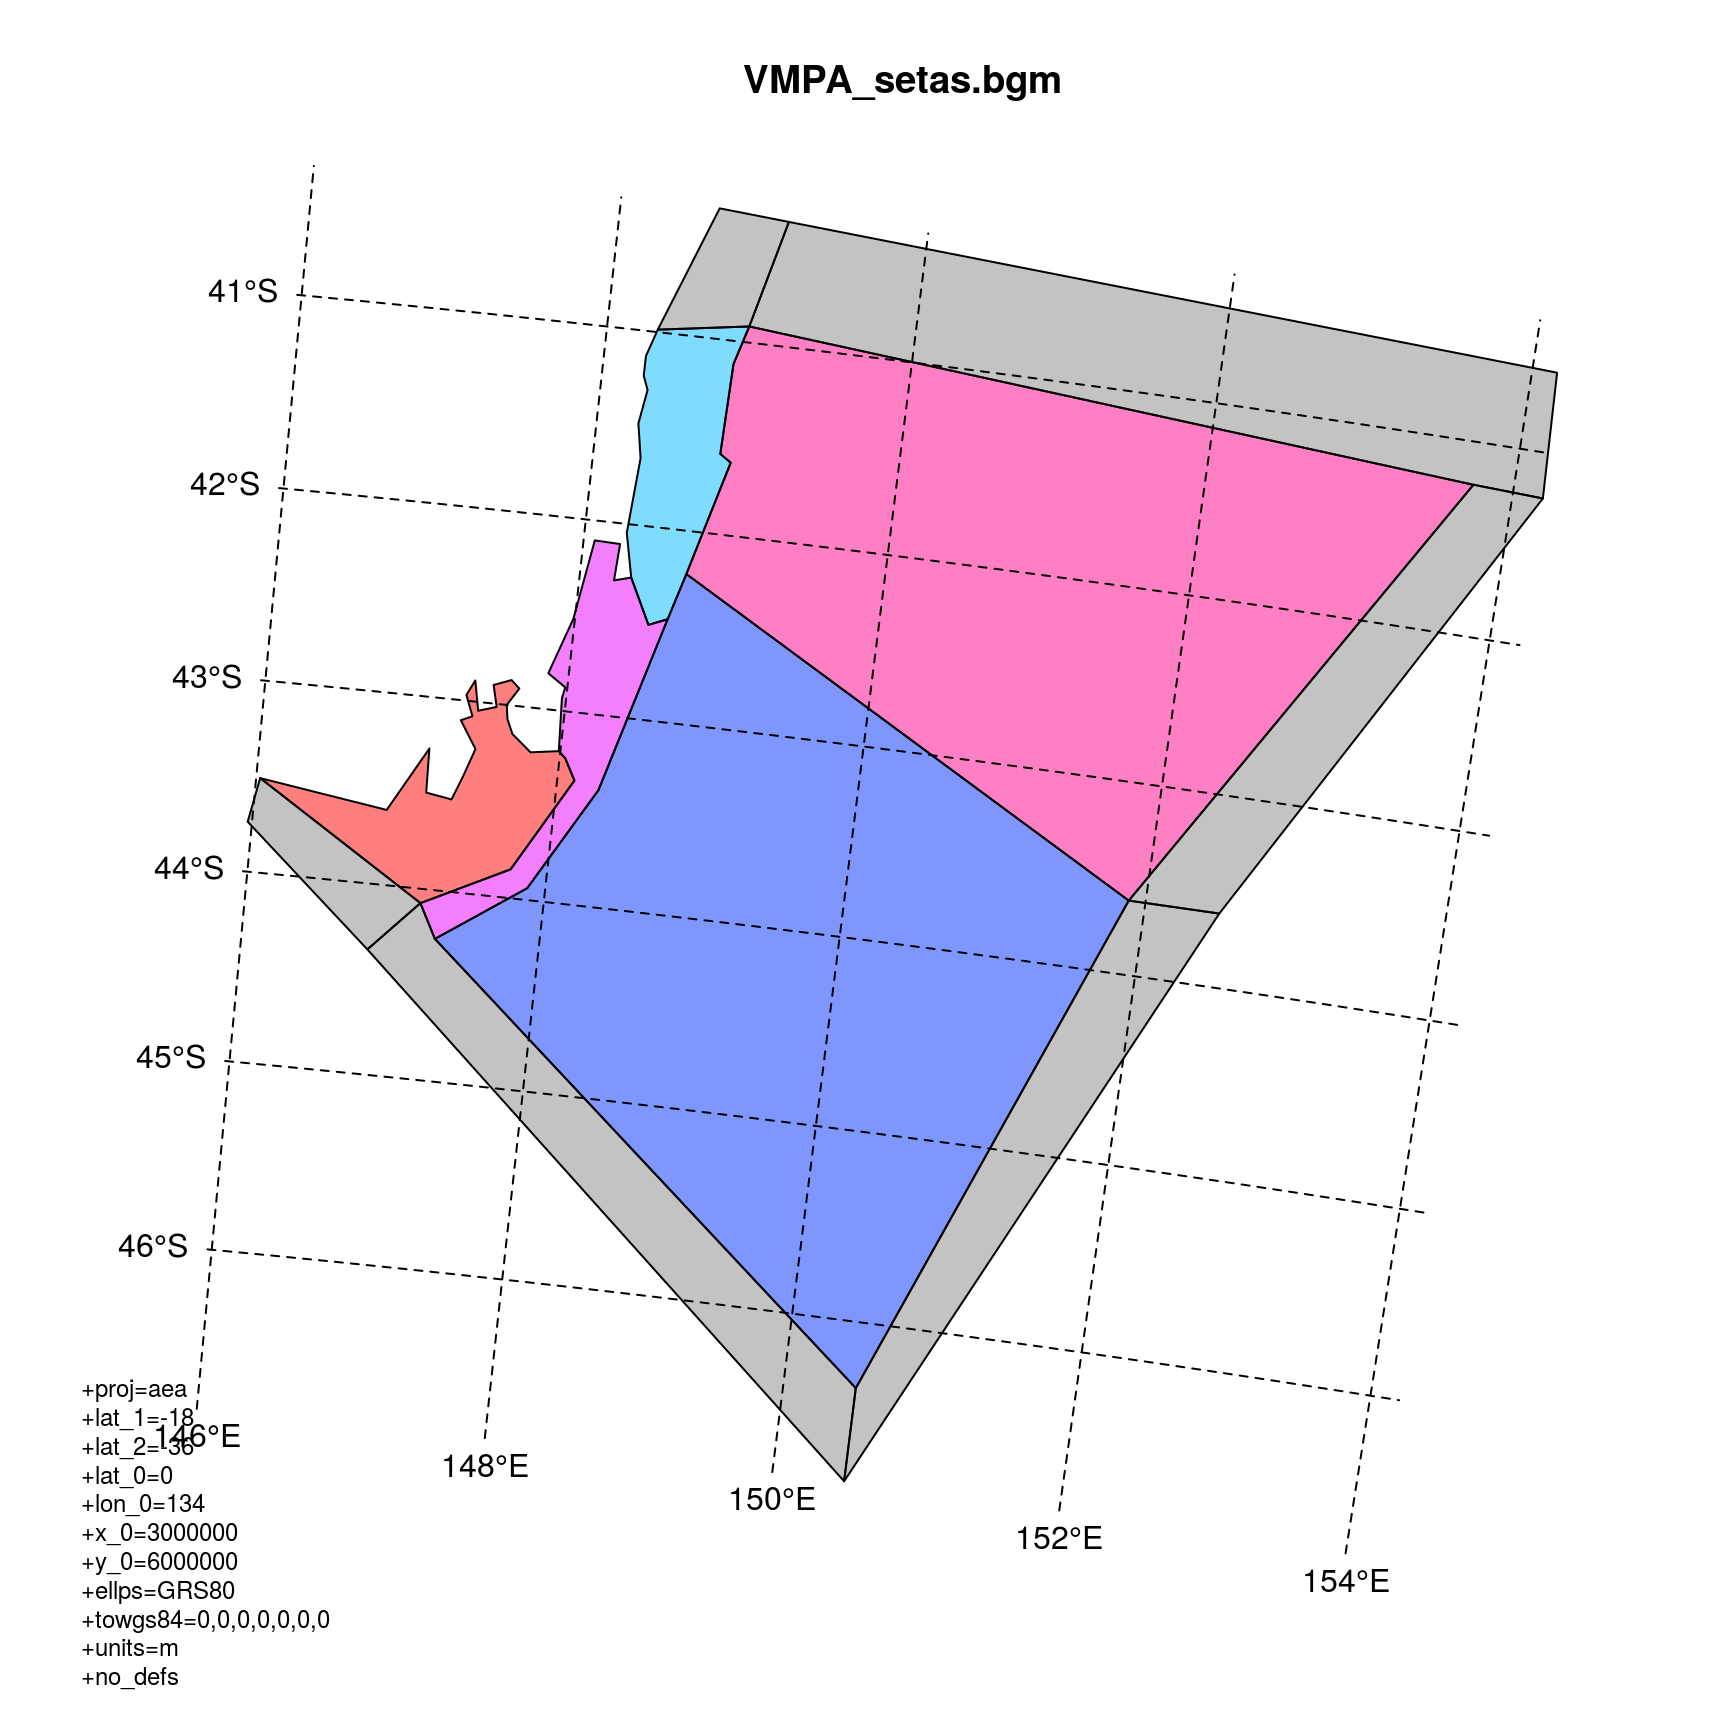 VMPA_setas.bgm
41°S
42°S
43°S
44°S
45°S
46°S
146°E
148°E
150°E
152°E
154°E
+proj=aea
+lat_1=-18
+lat_2=-36
+lat_0=0
+lon_0=134
+x_0=3000000
+y_0=6000000
+ellps=GRS80
+towgs84=0,0,0,0,0,0,0
+units=m
+no_defs